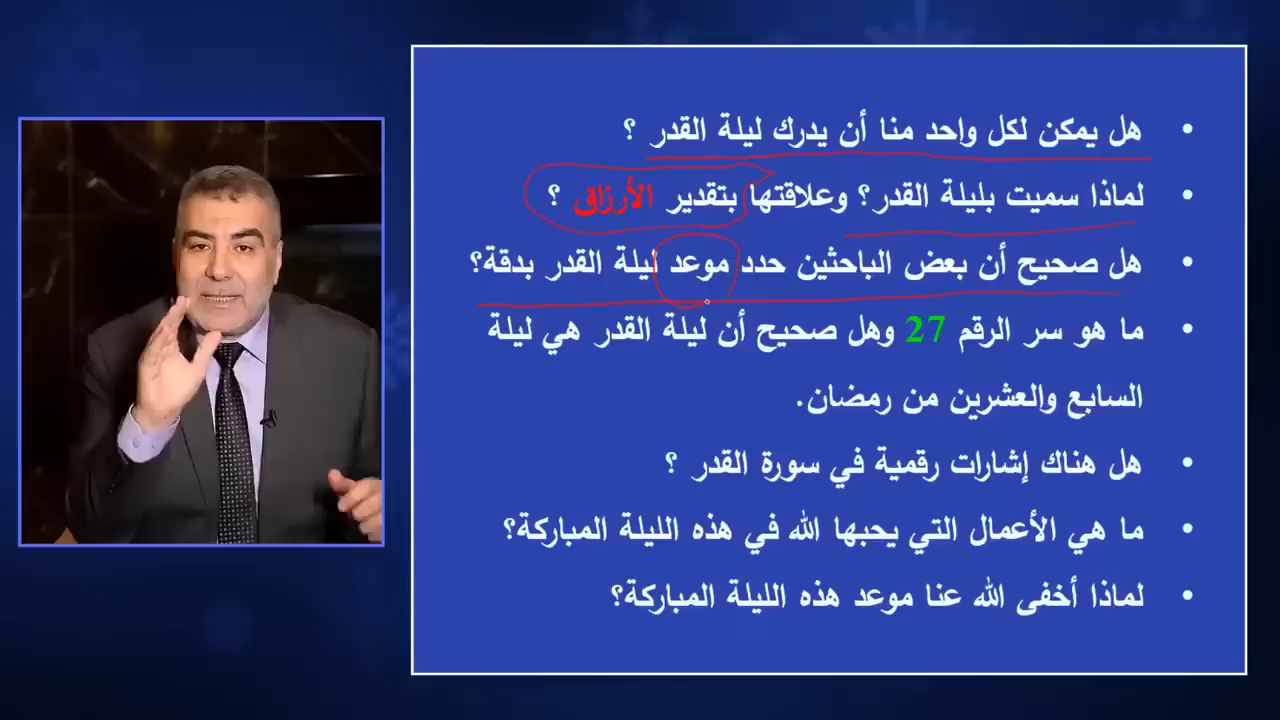 هل يمكن لكل واحد منا أن يدرك ليلة القدر ؟
لماذا سميت بليلة القدر؟ وعلاقتها بتقدير الأرزاق ؟
هل صحيح أن بعض الباحثين حدد موعد ليلة القدر بدقة؟
ما هو سر الرقم 27 وهل صحيح أن ليلة القدر هي ليلة
السابع والعشرين من رمضان.
هل هناك إشارات رقمية في سورة القدر ؟
ما هي الأعمال التي يحبها الله في هذه الليلة المباركة؟
لماذا أخفى الله عنا موعد هذه الليلة المباركة؟